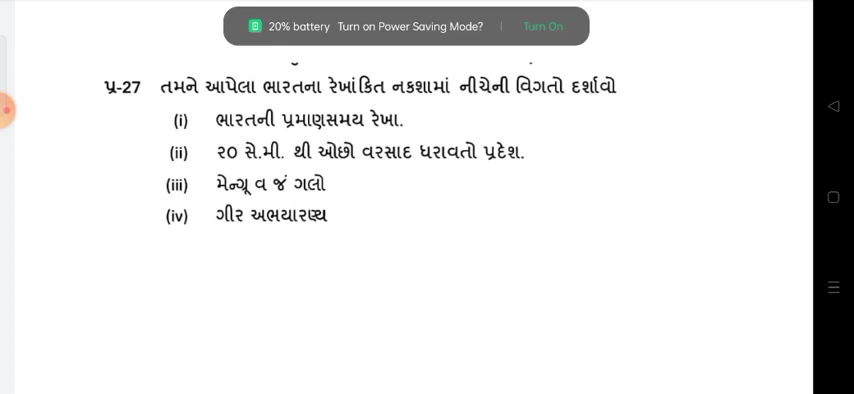 20% battery Turn on Power Saving Mode? | Turn On
પ્ર-27 તમને આપેલા ભારતના રેખાંકિત નકશામાં નીચેની વિગતો દર્શાવો
(i) ભારતની પ્રમાણસમય રેખા.
(ii) ૨૦ સે.મી. થી ઓછો વરસાદ ધરાવતો પ્રદેશ.
(iii) મેન્ગ્રૂવ જંગલો
(iv) ગીર અભયારણ્ય